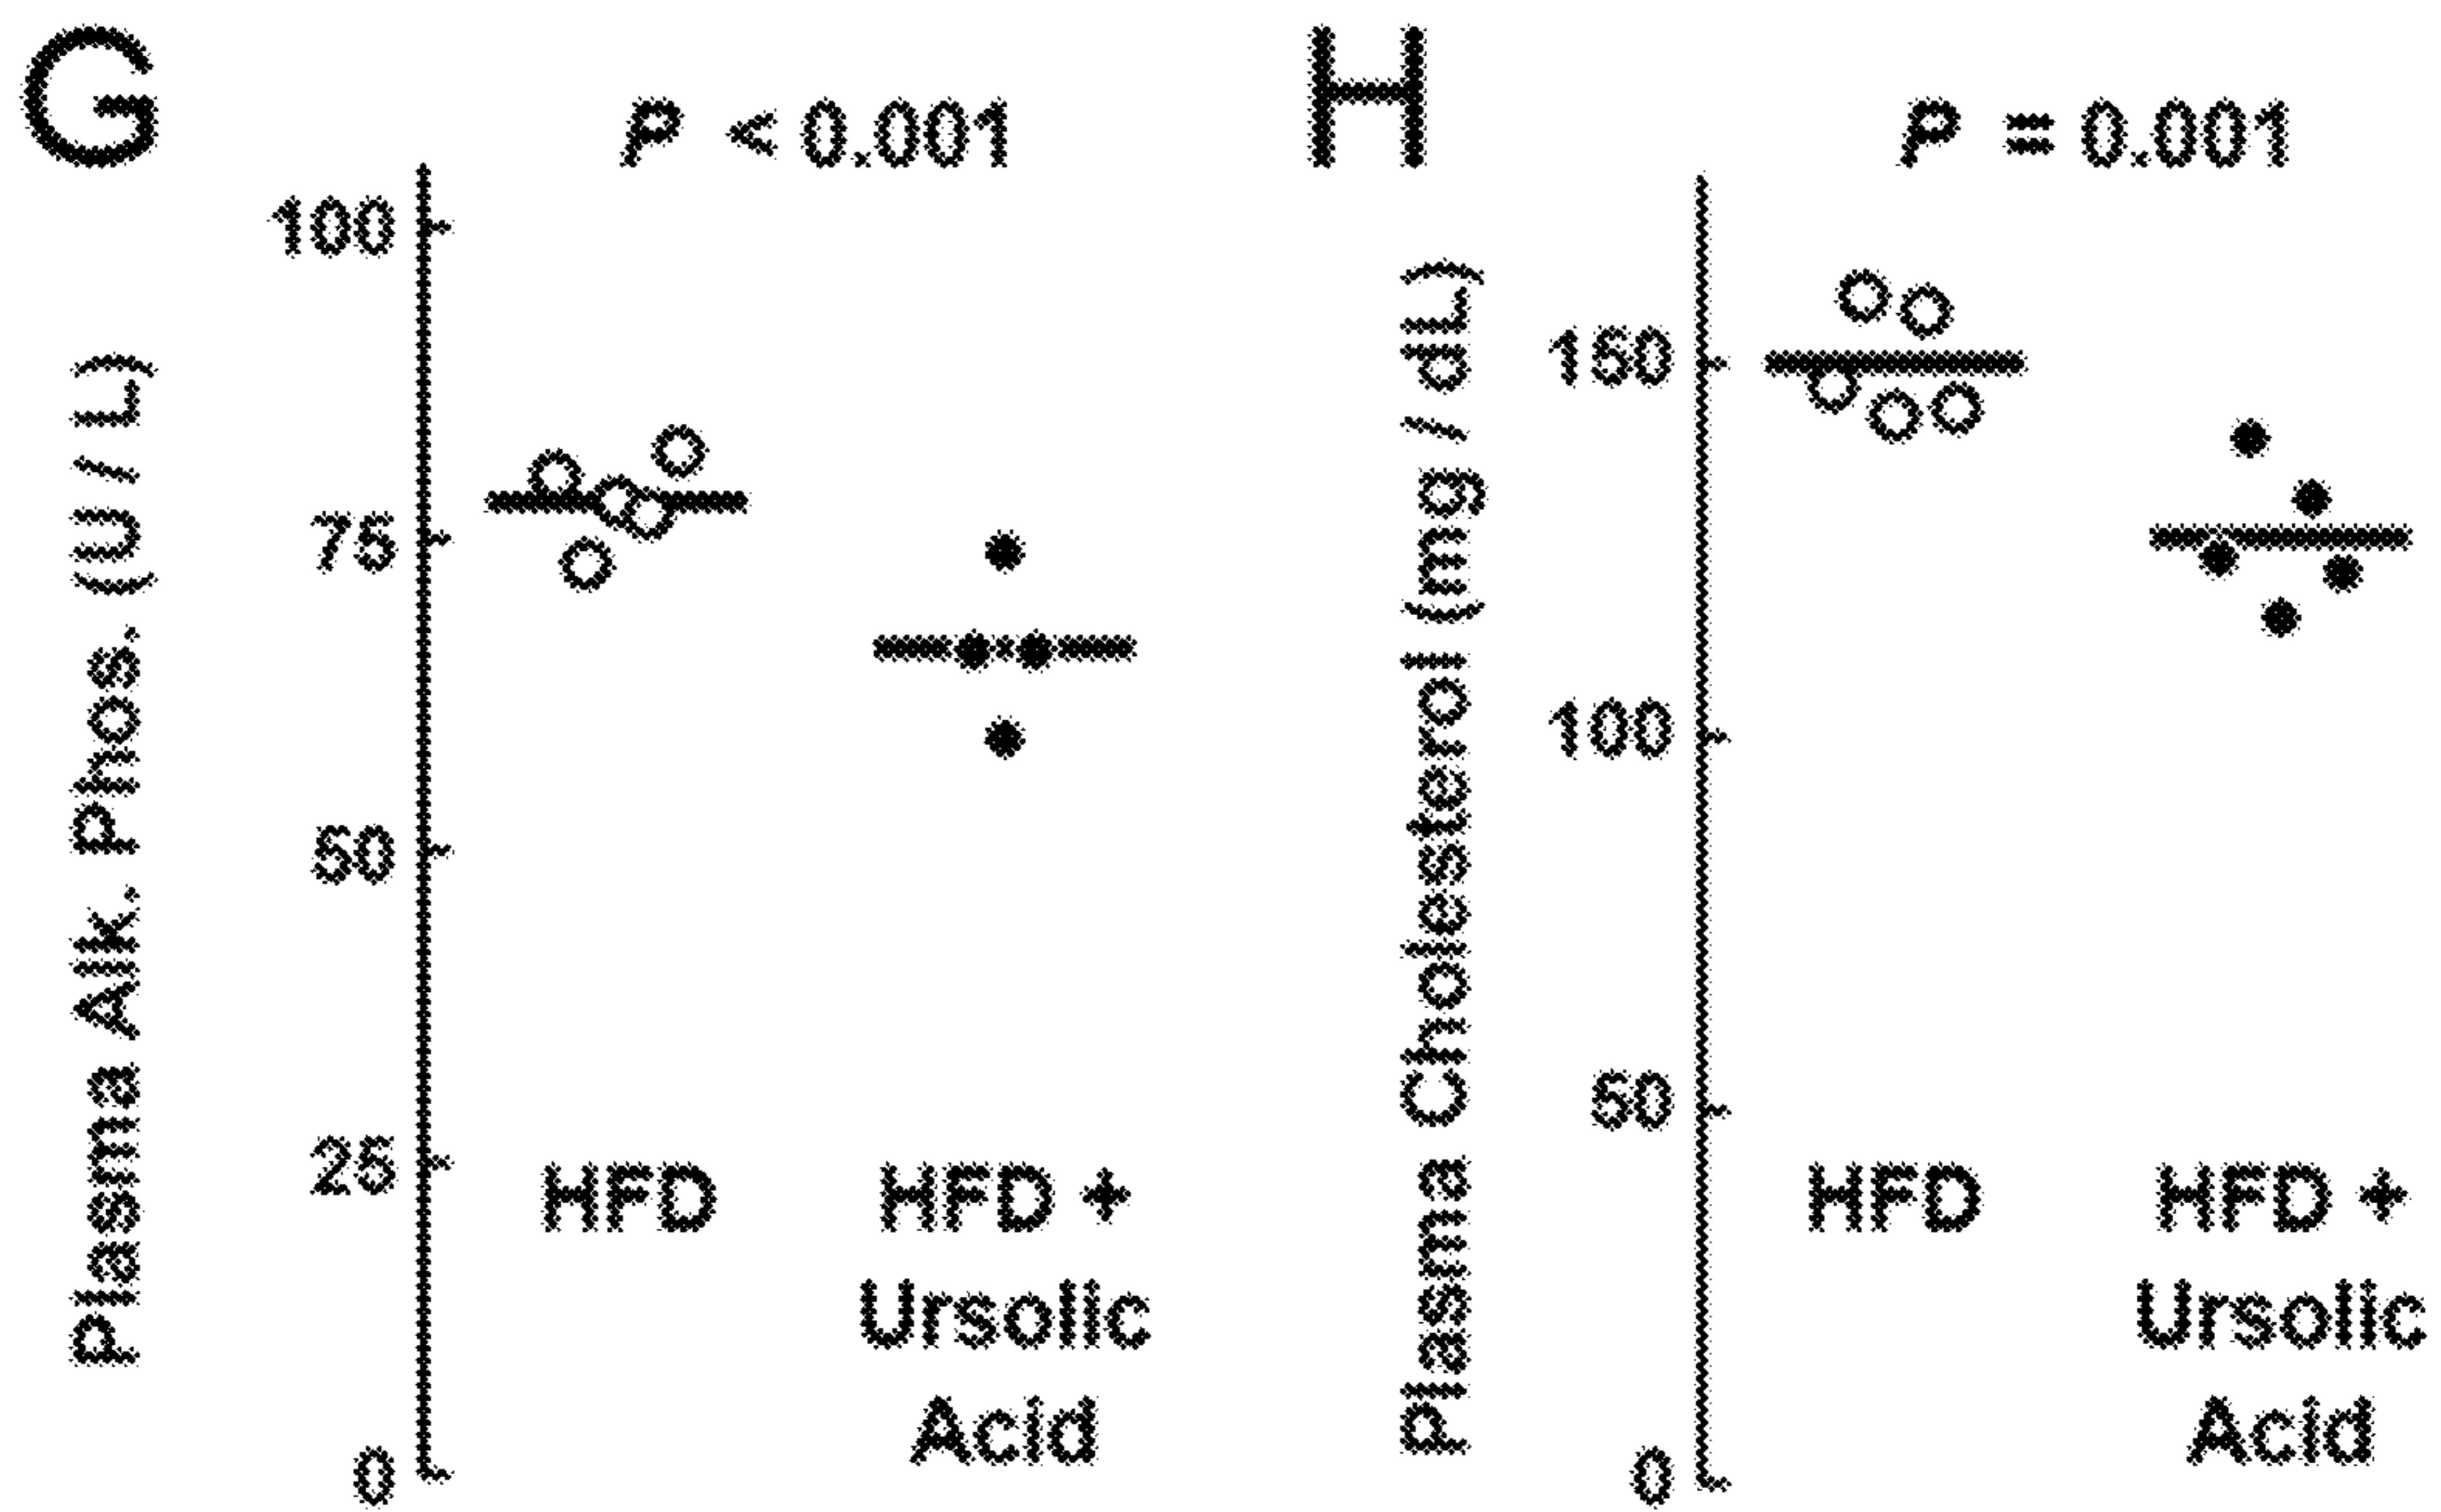 G
P < 0.001
Plasma Alk. Phos. (U / L)
100
75
50
25
0
HFD
HFD +
Ursolic
Acid
H
P = 0.001
Plasma Cholesterol (mg / dL)
150
100
50
0
HFD
HFD +
Ursolic
Acid